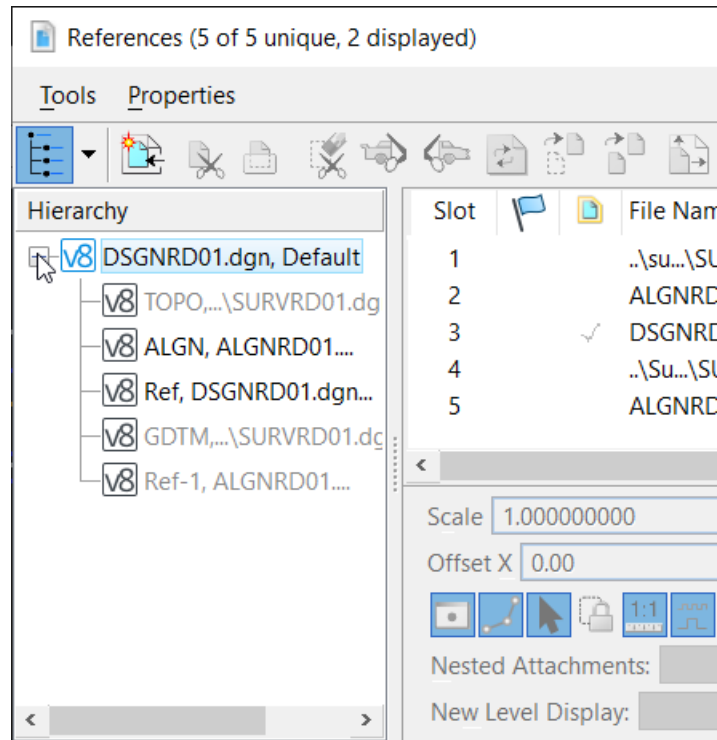 References (5 of 5 unique, 2 displayed)
Tools Properties
Hierarchy
V8 DSGNRD01.dgn, Default
V8 TOPO,...\SURVRD01.dg
V8 ALGN, ALGNRD01....
V8 Ref, DSGNRD01.dgn...
V8 GDTM,...\SURVRD01.dg
V8 Ref-1, ALGNRD01....
Slot File Nam
1 ..\su...\SU
2 ALGNRD
3 DSGNRD
4 ..\Su...\SU
5 ALGNRD
Scale 1.000000000
Offset X 0.00
1:1
Nested Attachments:
New Level Display: